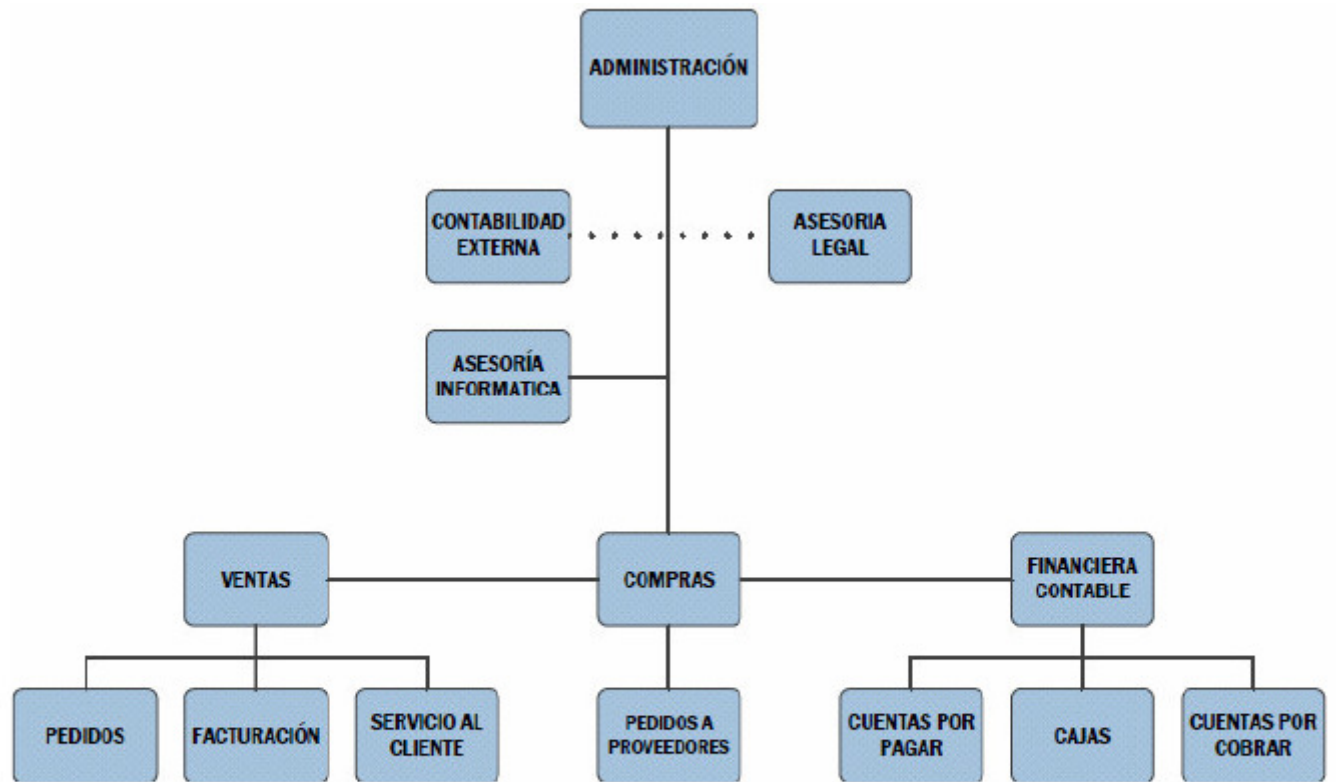 ADMINISTRACIÓN
CONTABILIDAD
EXTERNA
ASESORIA
LEGAL
ASESORÍA
INFORMATICA
VENTAS
COMPRAS
FINANCIERA
CONTABLE
PEDIDOS
FACTURACIÓN
SERVICIO AL
CLIENTE
PEDIDOS A
PROVEEDORES
CUENTAS POR
PAGAR
CAJAS
CUENTAS POR
COBRAR